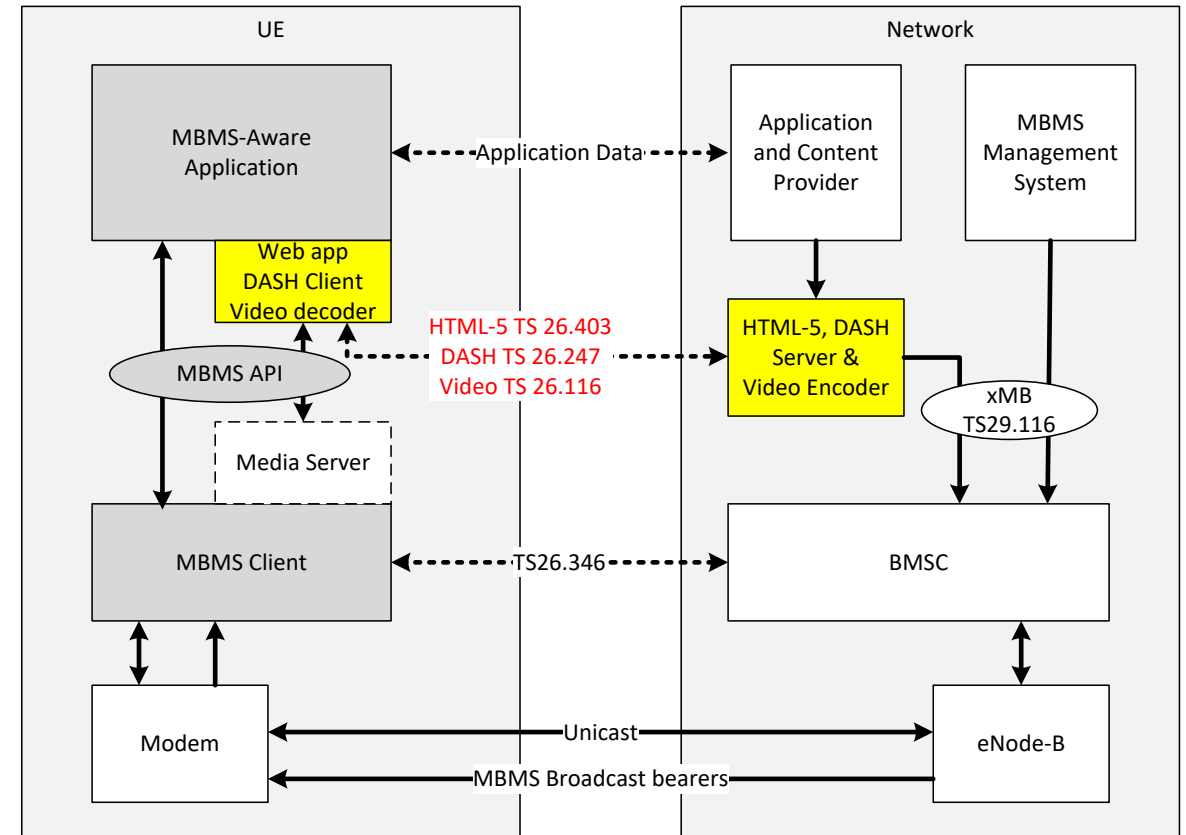 UE
Network
MBMS-Aware
Application
Application Data
Application
and Content
Provider
MBMS
Management
System
Web app
DASH Client
Video decoder
HTML-5 TS 26.403
DASH TS 26.247
Video TS 26.116
HTML-5, DASH
Server &
Video Encoder
MBMS API
xMB
TS29.116
Media Server
MBMS Client
TS26.346
BMSC
Modem
Unicast
eNode-B
MBMS Broadcast bearers